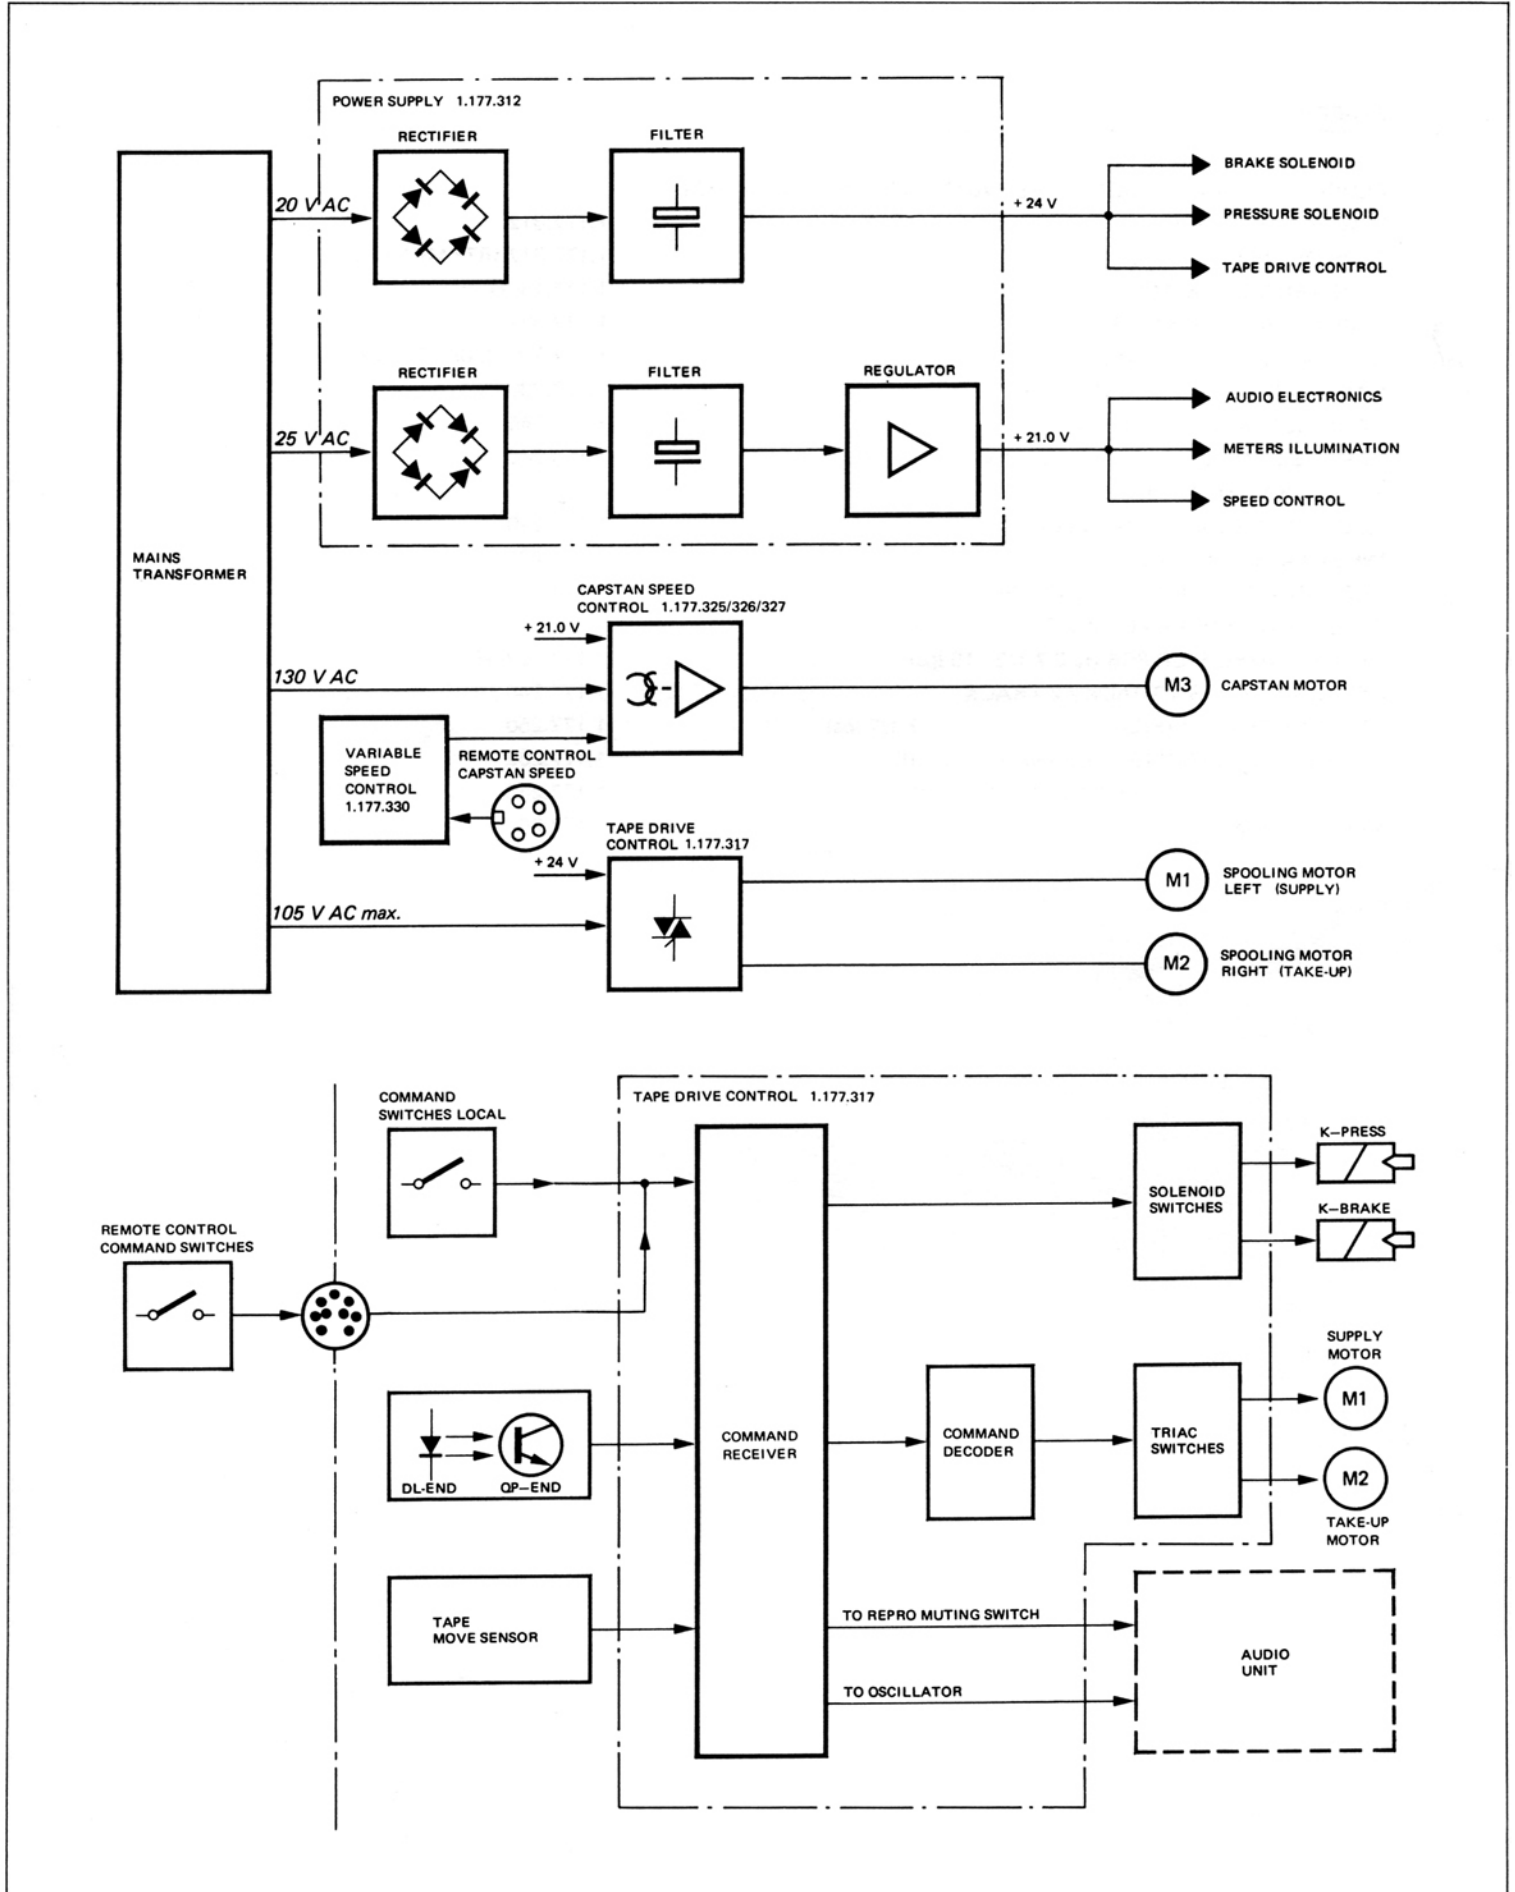 POWER SUPPLY 1.177.312
RECTIFIER
FILTER
20 V AC
+ 24 V
BRAKE SOLENOID
PRESSURE SOLENOID
TAPE DRIVE CONTROL
RECTIFIER
FILTER
REGULATOR
25 V AC
+ 21.0 V
AUDIO ELECTRONICS
METERS ILLUMINATION
SPEED CONTROL
MAINS
TRANSFORMER
CAPSTAN SPEED
CONTROL 1.177.325/326/327
+ 21.0 V
130 V AC
M3
CAPSTAN MOTOR
VARIABLE
SPEED
CONTROL
1.177.330
REMOTE CONTROL
CAPSTAN SPEED
TAPE DRIVE
CONTROL 1.177.317
+ 24 V
105 V AC max.
M1
SPOOLING MOTOR
LEFT (SUPPLY)
M2
SPOOLING MOTOR
RIGHT (TAKE-UP)
COMMAND
SWITCHES LOCAL
TAPE DRIVE CONTROL 1.177.317
K-PRESS
SOLENOID
SWITCHES
K-BRAKE
REMOTE CONTROL
COMMAND SWITCHES
SUPPLY
MOTOR
M1
DL-END
QP-END
COMMAND
RECEIVER
COMMAND
DECODER
TRIAC
SWITCHES
M2
TAKE-UP
MOTOR
TAPE
MOVE SENSOR
TO REPRO MUTING SWITCH
TO OSCILLATOR
AUDIO
UNIT